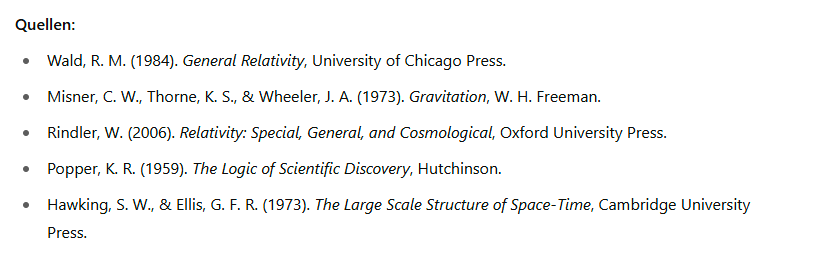 Quellen:
• Wald, R. M. (1984). General Relativity, University of Chicago Press.
• Misner, C. W., Thorne, K. S., & Wheeler, J. A. (1973). Gravitation, W. H. Freeman.
• Rindler, W. (2006). Relativity: Special, General, and Cosmological, Oxford University Press.
• Popper, K. R. (1959). The Logic of Scientific Discovery, Hutchinson.
• Hawking, S. W., & Ellis, G. F. R. (1973). The Large Scale Structure of Space-Time, Cambridge University
Press.